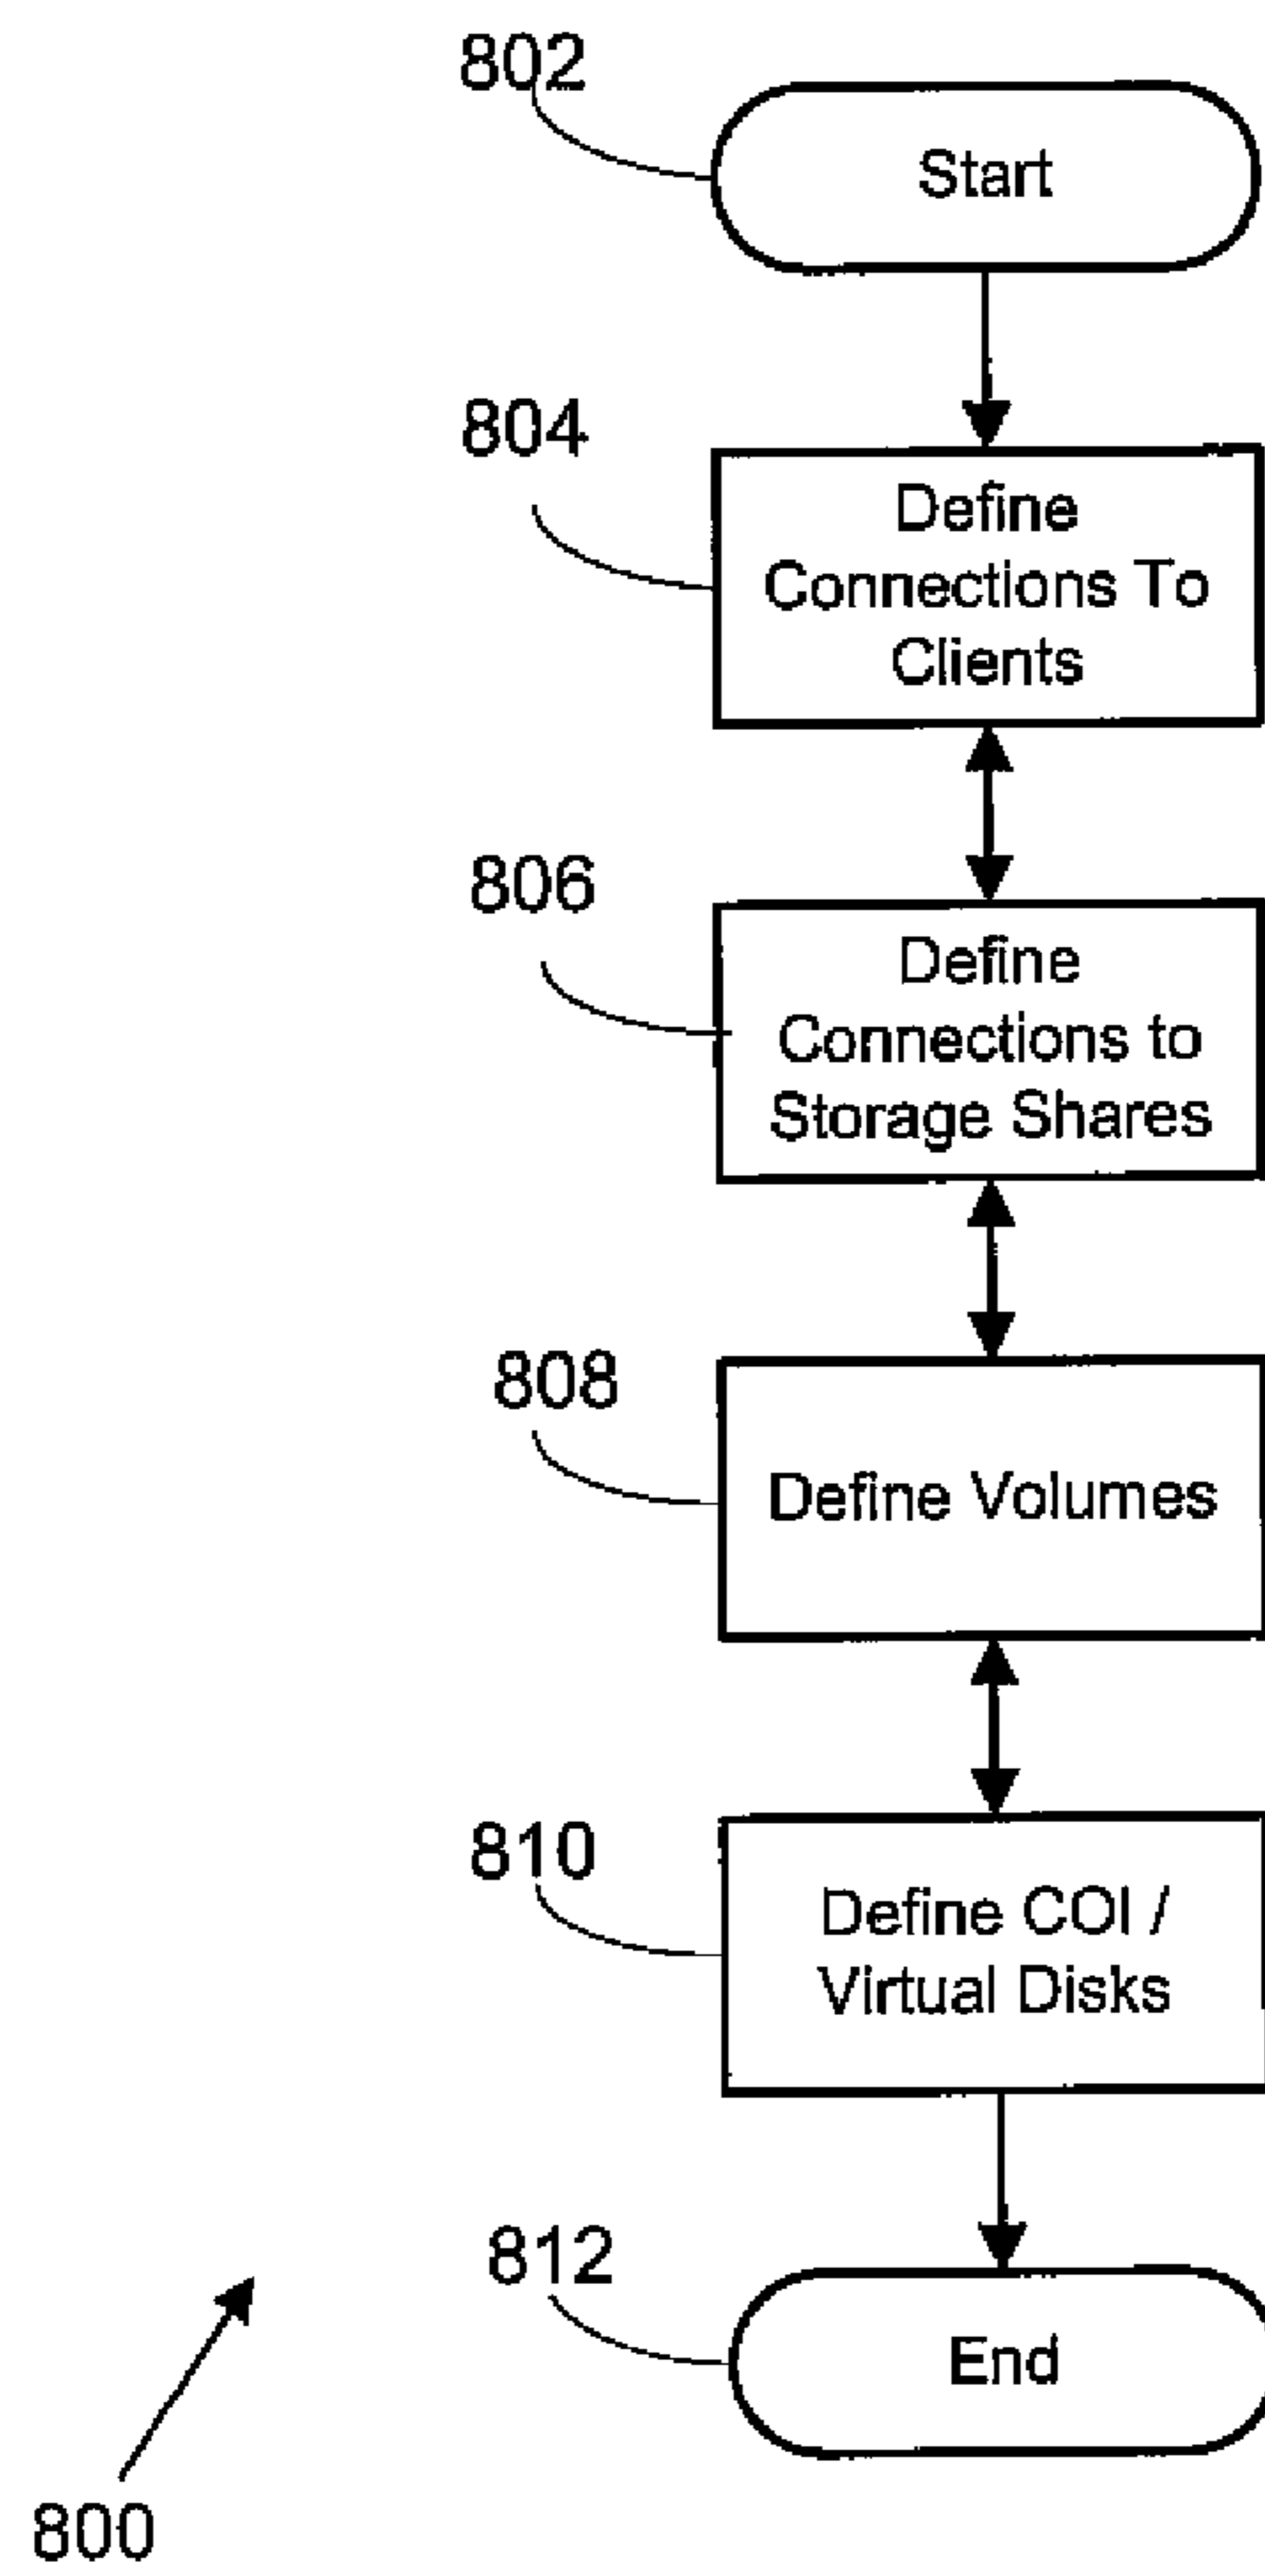 802
Start
804
Define
Connections To
Clients
806
Define
Connections to
Storage Shares
808
Define Volumes
810
Define COI /
Virtual Disks
812
End
800